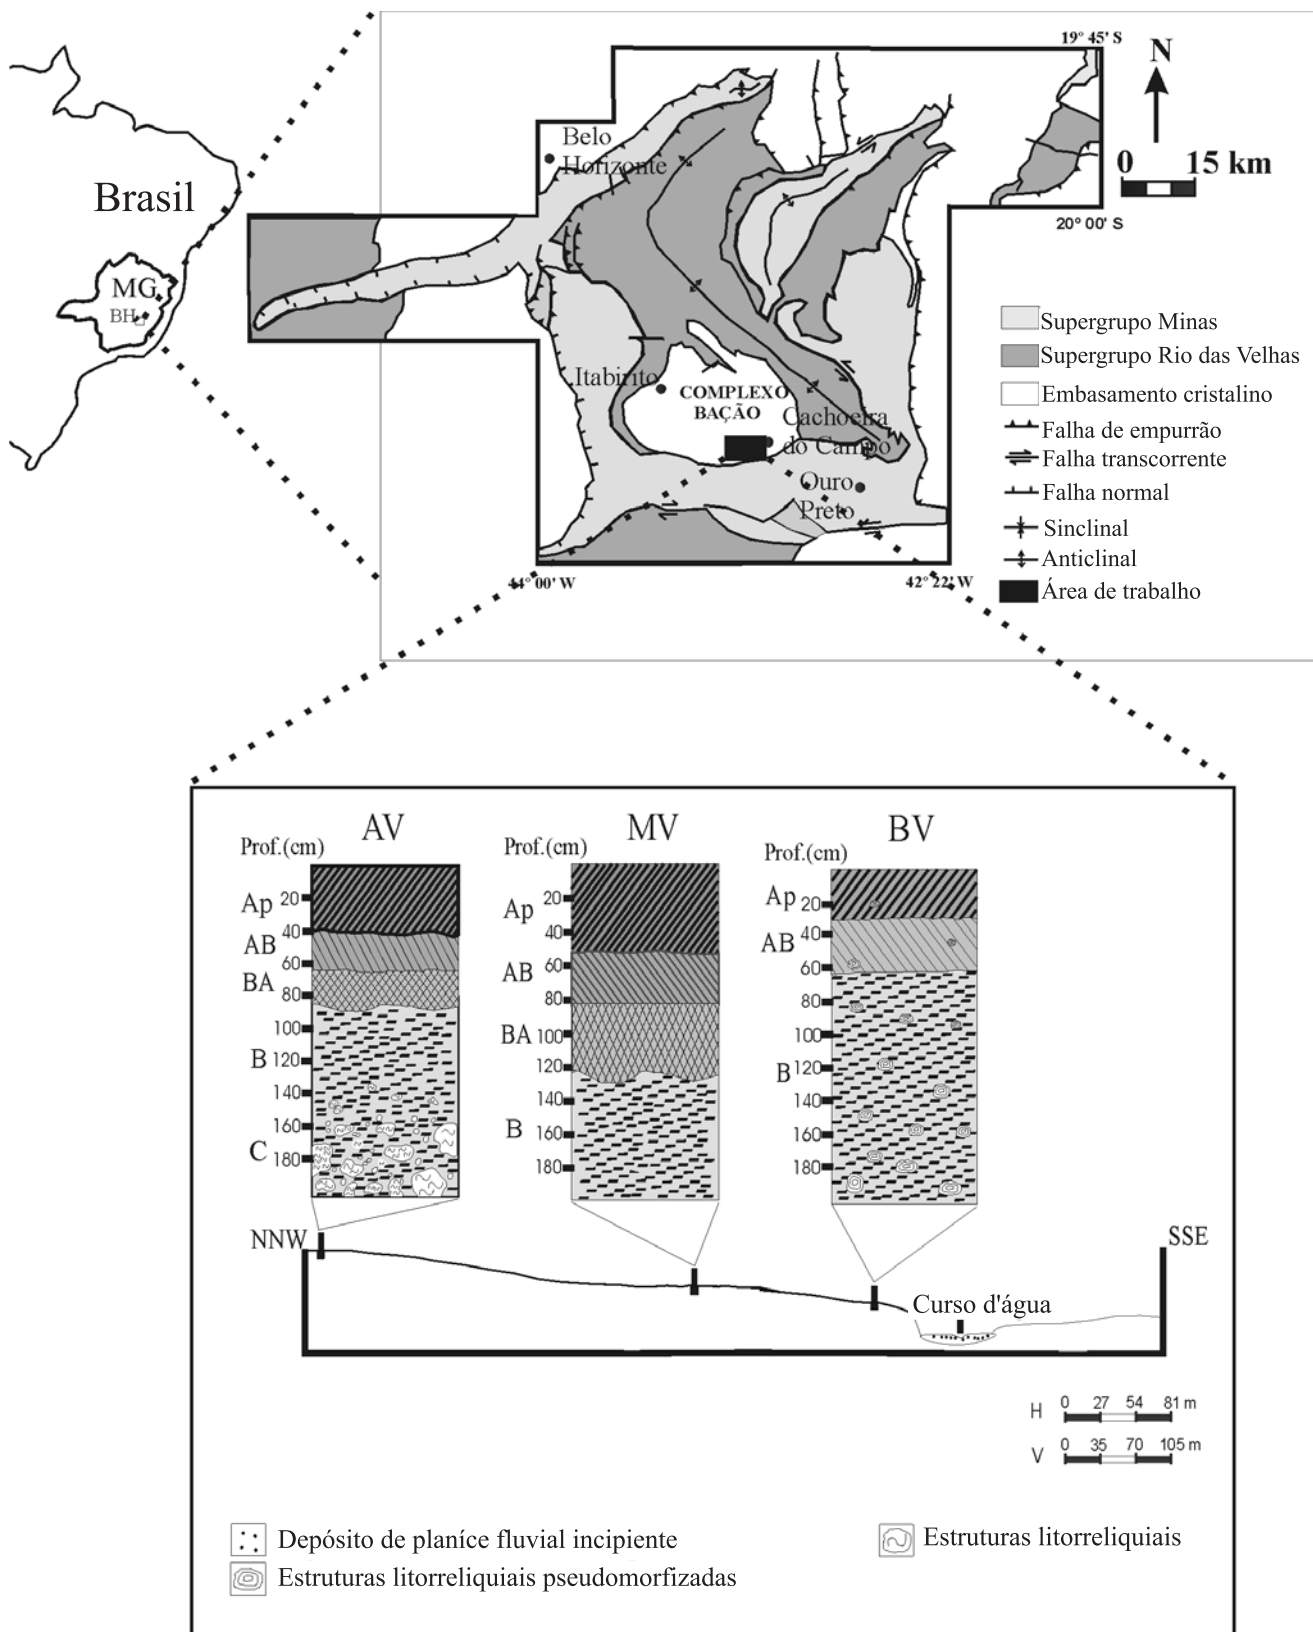 19° 45' S
N
Belo
Horizonte
0 15 km
Brasil
20° 00' S
MG
BH
Supergrupo Minas
Supergrupo Rio das Velhas
Itabirito
COMPLEXO
BAÇÃO
Embasamento cristalino
Cachoeira
do Campo
Falha de empurrão
Falha transcorrente
Ouro
Preto
Falha normal
Sinclinal
Anticlinal
44° 00' W
42° 22' W
Área de trabalho
AV
MV
BV
Prof.(cm)
Prof.(cm)
Prof.(cm)
Ap
20
40
AB
60
BA
80
100
B
120
140
160
C
180
Ap
20
40
AB
60
80
BA
100
120
140
B
160
180
Ap
20
40
AB
60
80
100
B
120
140
160
180
NNW
SSE
Curso d'água
H 0 27 54 81 m
V 0 35 70 105 m
Depósito de planíce fluvial incipiente
Estruturas litorreliquiais
Estruturas litorreliquiais pseudomorfizadas